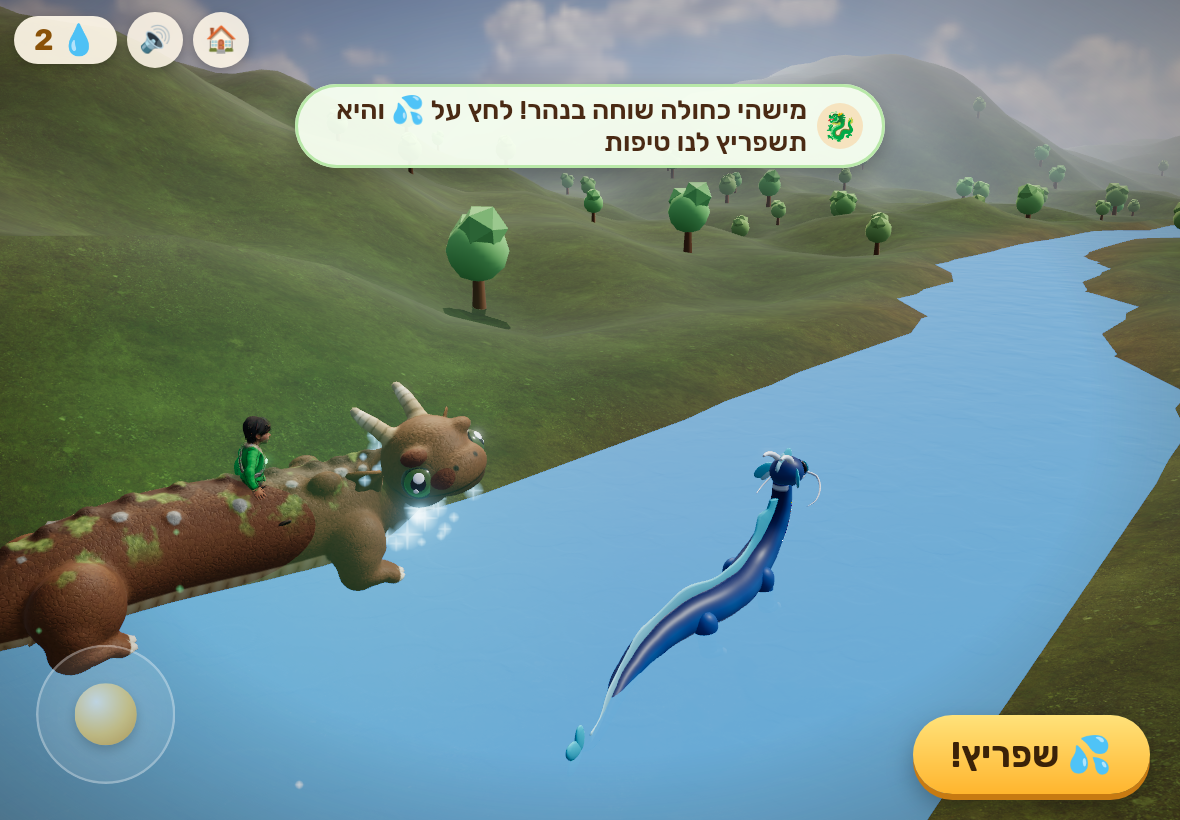 2
מישהי כחולה שוחה בנהר! לחץ על 💦 והיא
תשפריץ לנו טיפות
שפריץ!